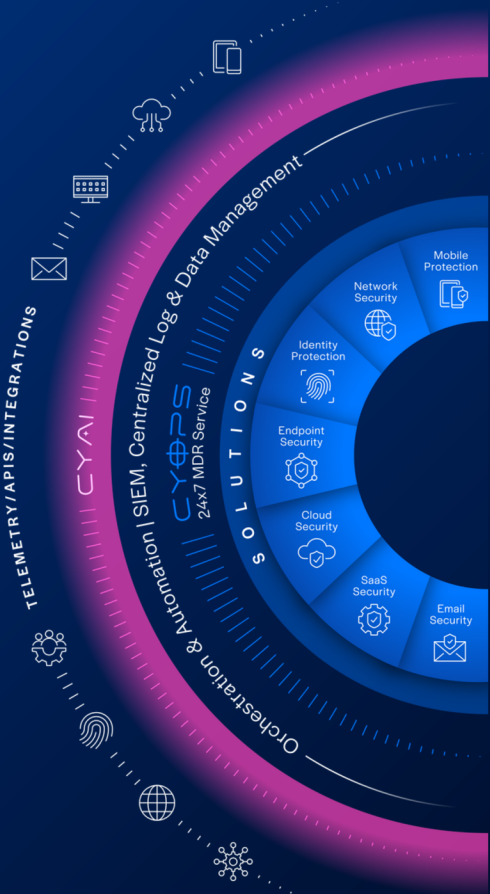 TELEMETRY/APIS/INTEGRATIONS
CYAI
Orchestration & Automation | SIEM, Centralized Log & Data Management
CYOPS
24x7 MDR Service
SOLUTIONS
Mobile
Protection
Network
Security
Identity
Protection
Endpoint
Security
Cloud
Security
SaaS
Security
Email
Security